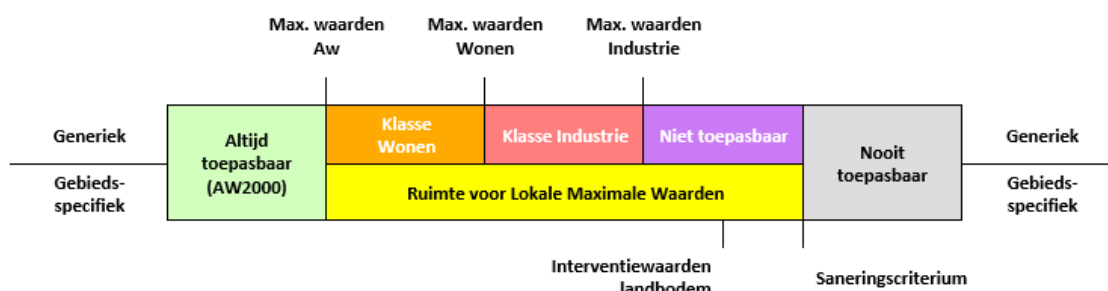 Max. waarden
Aw
Max. waarden
Wonen
Max. waarden
Industrie
Generiek
Gebieds-
specifiek
Altijd
toepasbaar
(AW2000)
Klasse
Wonen
Klasse Industrie
Niet toepasbaar
Ruimte voor Lokale Maximale Waarden
Nooit
toepasbaar
Generiek
Gebieds-
specifiek
Interventiewaarden
landbodem
Saneringscriterium